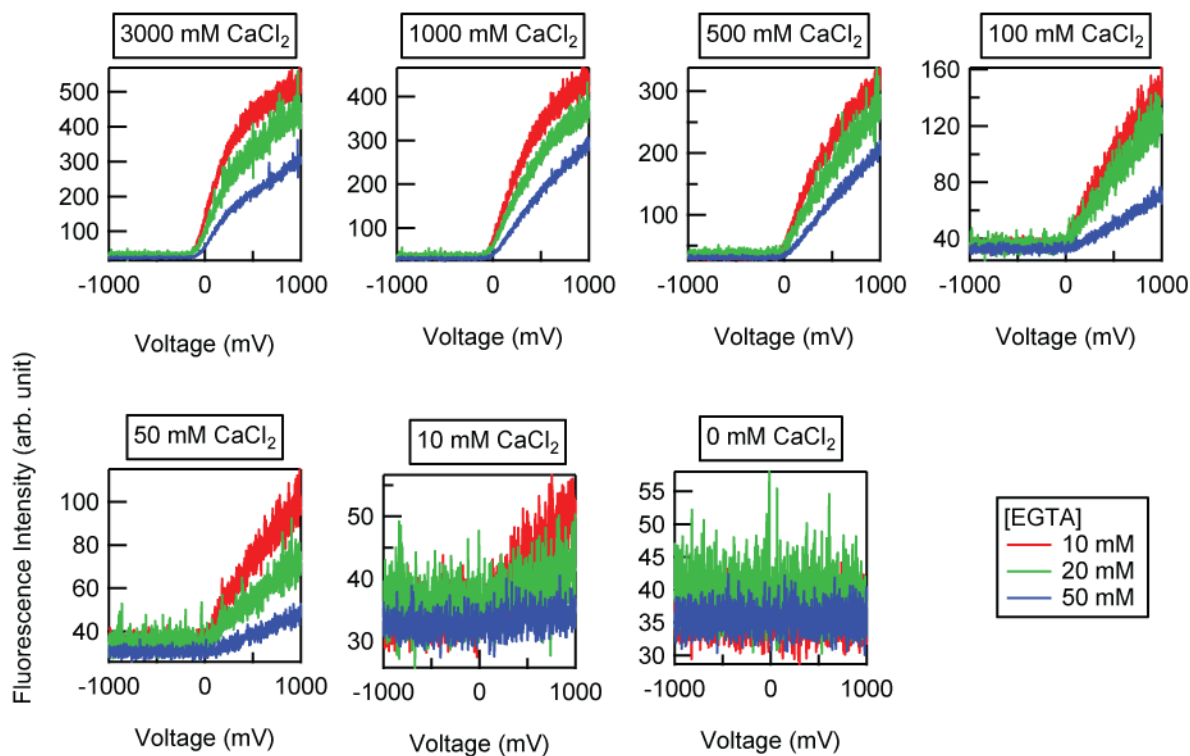 3000 mM CaCl₂
1000 mM CaCl₂
500 mM CaCl₂
100 mM CaCl₂
500
400
300
200
100
-1000 0 1000
Voltage (mV)
400
300
200
100
-1000 0 1000
Voltage (mV)
300
200
100
-1000 0 1000
Voltage (mV)
160
120
80
40
-1000 0 1000
Voltage (mV)
Fluorescence Intensity (arb. unit)
50 mM CaCl₂
10 mM CaCl₂
0 mM CaCl₂
100
80
60
40
-1000 0 1000
Voltage (mV)
50
40
30
-1000 0 1000
Voltage (mV)
55
50
45
40
35
30
-1000 0 1000
Voltage (mV)
[EGTA]
10 mM
20 mM
50 mM